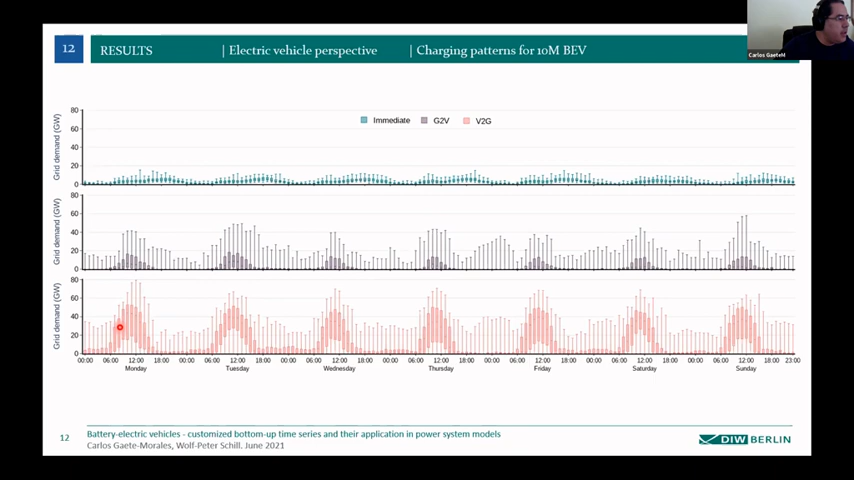 12
RESULTS
| Electric vehicle perspective
| Charging patterns for 10M BEV
Carlos GaeteM
Immediate
G2V
V2G
Grid demand (GW)
80
60
40
20
0
Grid demand (GW)
80
60
40
20
0
Grid demand (GW)
80
60
40
20
0
00:00 06:00 12:00 18:00 00:00 06:00 12:00 18:00 00:00 06:00 12:00 18:00 00:00 06:00 12:00 18:00 00:00 06:00 12:00 18:00 00:00 06:00 12:00 18:00 00:00 06:00 12:00 18:00 23:00
Monday Tuesday Wednesday Thursday Friday Saturday Sunday
12
Battery-electric vehicles - customized bottom-up time series and their application in power system models
Carlos Gaete-Morales, Wolf-Peter Schill. June 2021
DIW BERLIN